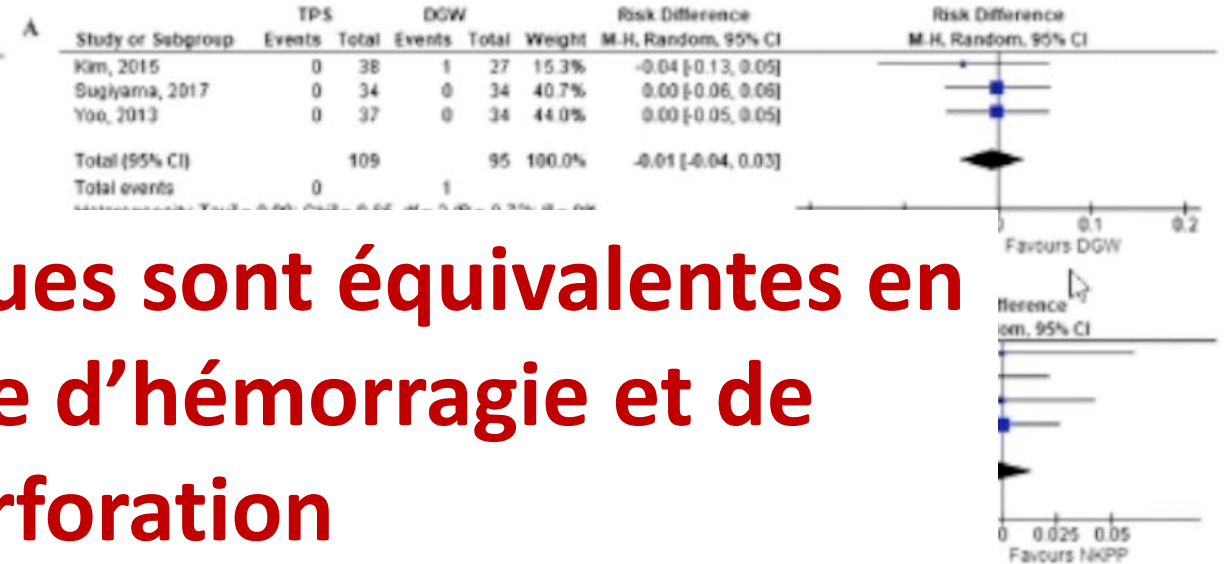 A
TPS DGW Risk Difference Risk Difference
Study or Subgroup Events Total Events Total Weight M-H, Random, 95% CI M-H, Random, 95% CI
Kim, 2015 0 38 1 27 15.3% -0.04 [-0.13, 0.05]
Sugiyama, 2017 0 34 0 34 40.7% 0.00 [-0.06, 0.06]
Yoo, 2013 0 37 0 34 44.0% 0.00 [-0.05, 0.05]
Total (95% CI) 109 95 100.0% -0.01 [-0.04, 0.03]
Total events 0 1
0.1 0.2
Favours DGW
ues sont équivalentes en
e d’hémorragie et de
rforation
fference
om, 95% CI
0 0.025 0.05
Favours NKPP